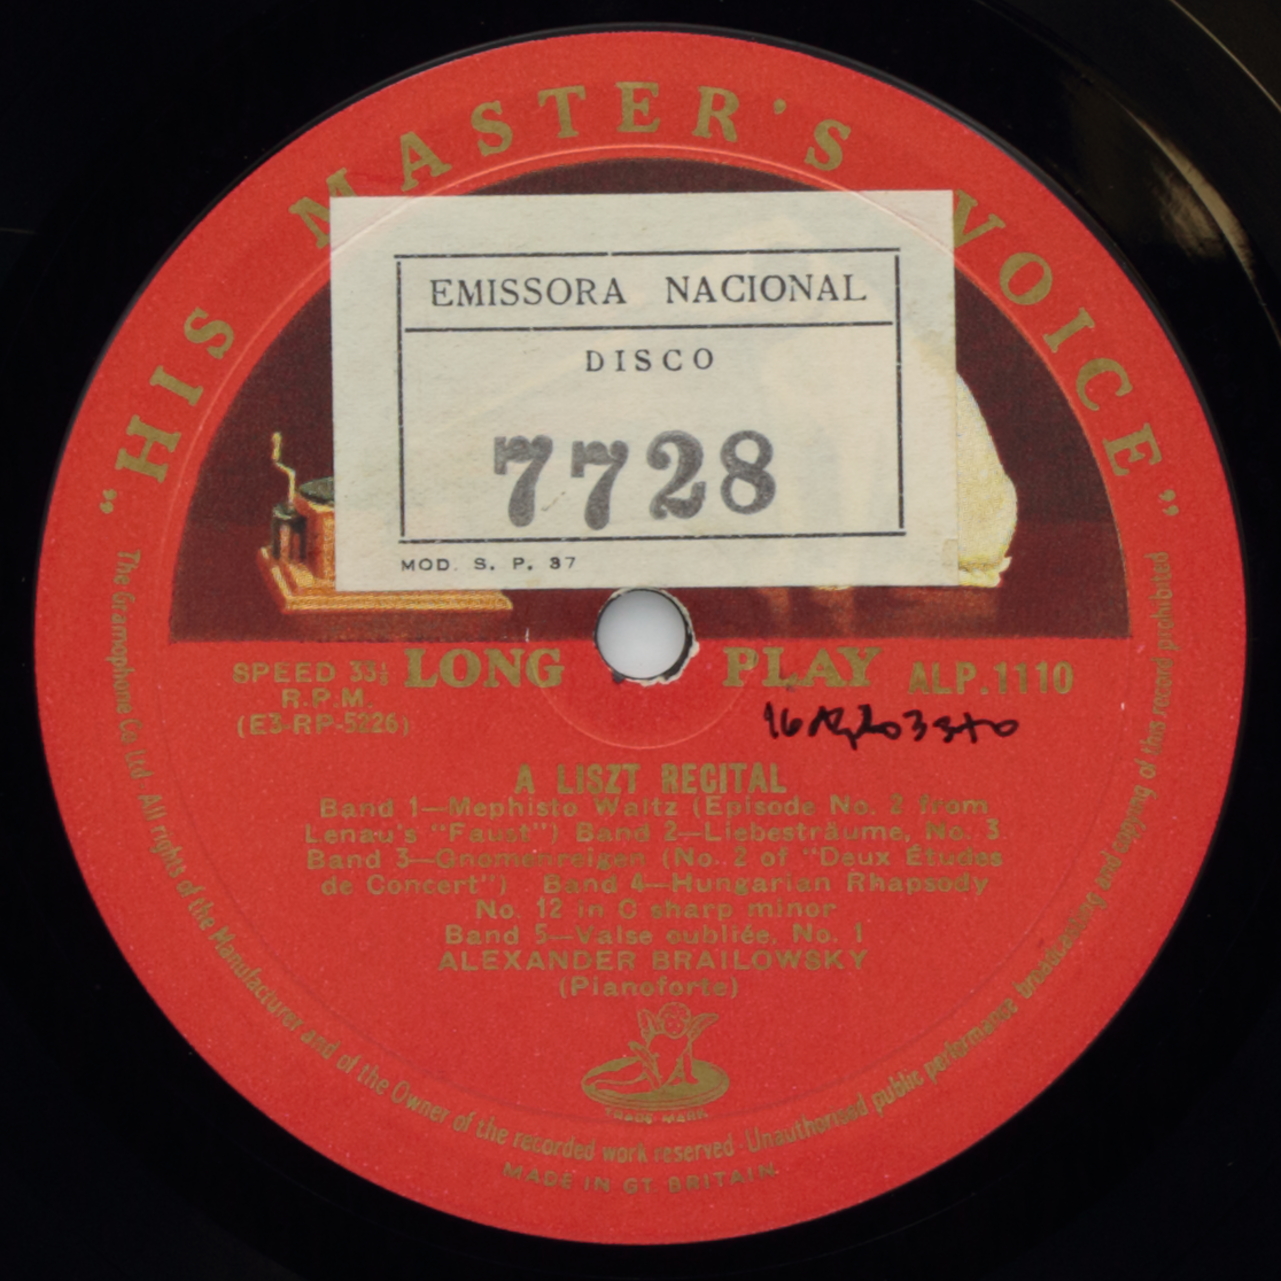 "HIS MASTER'S VOICE"
EMISSORA NACIONAL
DISCO
7728
MOD. S. P. 37
SPEED 33⅓ LONG PLAY ALP.1110
R.P.M.
(E3-RP-5226)
A LISZT RECITAL
Band 1—Mephisto Waltz (Episode No. 2 from
Lenau's "Faust") Band 2—Liebesträume, No. 3.
Band 3—Gnomenreigen (No. 2 of "Deux Études
de Concert") Band 4—Hungarian Rhapsody
No. 12 in C sharp minor
Band 5—Valse oubliée, No. 1
ALEXANDER BRAILOWSKY
(Pianoforte)
TRADE MARK
The Gramophone Co Ltd. All rights of the Manufacturer and of the Owner of the recorded work reserved. Unauthorised public performance broadcasting and copying of this record prohibited
MADE IN GT. BRITAIN.